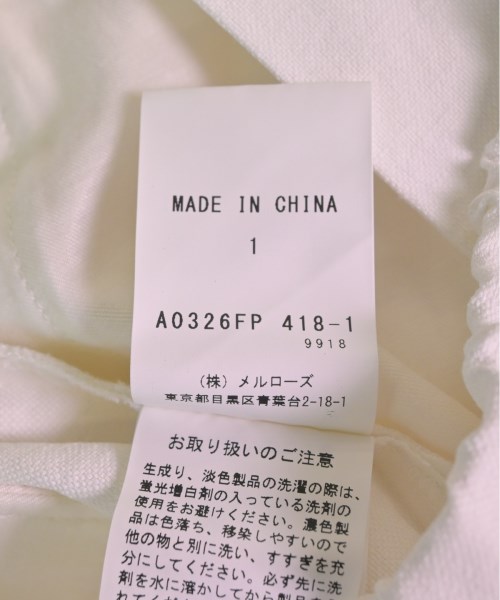 MADE IN CHINA
1
A0326FP 418-1
9918
(株) メルローズ
東京都目黒区青葉台2-18-1
お取り扱いのご注意
生成り、淡色製品の洗濯の際は、
蛍光増白剤の入っている洗剤の
使用をお避けください。濃色製
品は色落ち、移染しやすいので
他の物と別に洗い、すすぎを充
分にしてください。必ず先に洗
剤を水に溶かしてから製品を
れてくだ